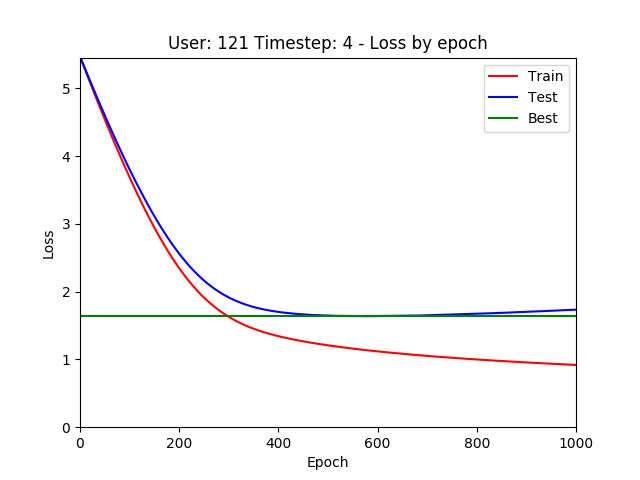 User: 121 Timestep: 4 - Loss by epoch
Train
Test
Best
Loss
5
4
3
2
1
0
0 200 400 600 800 1000
Epoch